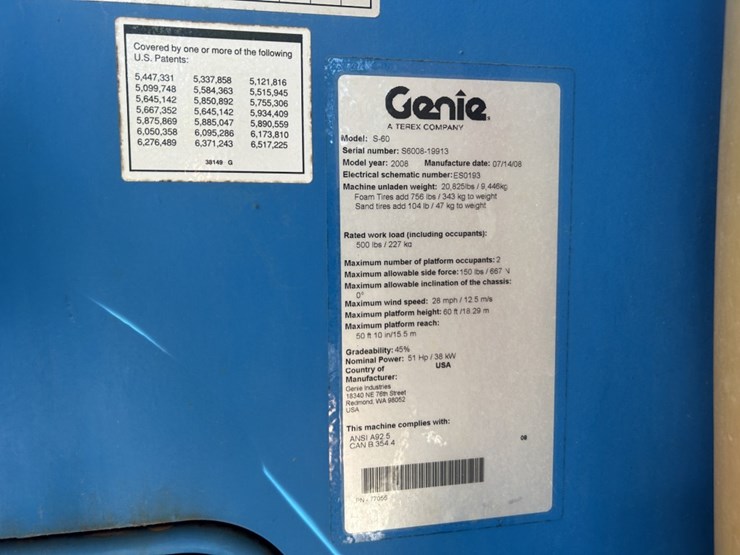 Covered by one or more of the following
U.S. Patents:
5,447,331 5,337,858 5,121,816
5,099,748 5,584,363 5,515,945
5,645,142 5,850,892 5,755,306
5,667,352 5,645,142 5,934,409
5,875,869 5,885,047 5,890,559
6,050,358 6,095,286 6,173,810
6,276,489 6,371,243 6,517,225
38149 G
Genie
A TEREX COMPANY
Model: S-60
Serial number: S6008-19913
Model year: 2008 Manufacture date: 07/14/08
Electrical schematic number: ES0193
Machine unladen weight: 20,825lbs / 9,446kg
Foam Tires add 756 lbs / 343 kg to weight
Sand tires add 104 lb / 47 kg to weight
Rated work load (including occupants):
500 lbs / 227 kg
Maximum number of platform occupants: 2
Maximum allowable side force: 150 lbs / 667 N
Maximum allowable inclination of the chassis:
0°
Maximum wind speed: 28 mph / 12.5 m/s
Maximum platform height: 60 ft /18.29 m
Maximum platform reach:
50 ft 10 in/15.5 m
Gradeability: 45%
Nominal Power: 51 Hp / 38 kW
Country of USA
Manufacturer:
Genie Industries
18340 NE 76th Street
Redmond, WA 98052
USA
This machine complies with:
ANSI A92.5
CAN B.354.4
08
PN - 77055